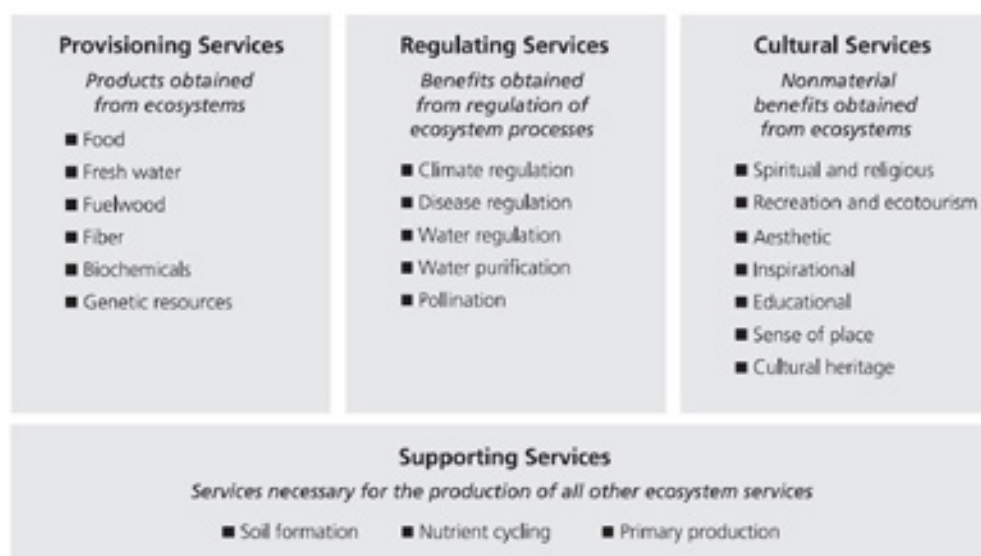 Provisioning Services
Products obtained
from ecosystems
■ Food
■ Fresh water
■ Fuelwood
■ Fiber
■ Biochemicals
■ Genetic resources
Regulating Services
Benefits obtained
from regulation of
ecosystem processes
■ Climate regulation
■ Disease regulation
■ Water regulation
■ Water purification
■ Pollination
Cultural Services
Nonmaterial
benefits obtained
from ecosystems
■ Spiritual and religious
■ Recreation and ecotourism
■ Aesthetic
■ Inspirational
■ Educational
■ Sense of place
■ Cultural heritage
Supporting Services
Services necessary for the production of all other ecosystem services
■ Soil formation ■ Nutrient cycling ■ Primary production